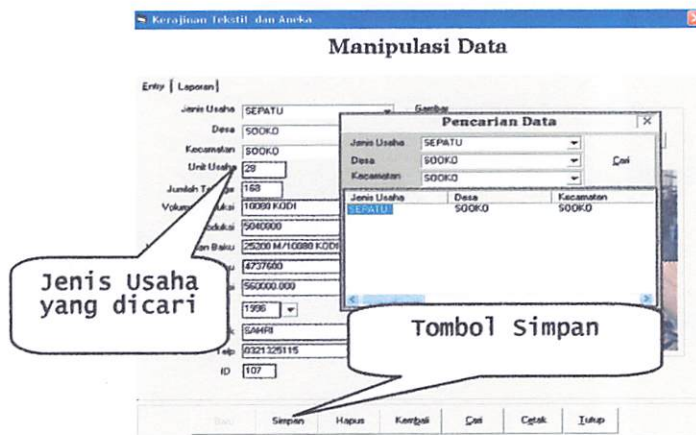 Kerajinan Tekstil dan Aneka
Manipulasi Data
Entry Laporan
Jenis Usaha SEPATU Gambar
Desa SOOKO
Kecamatan SOOKO
Unit Usaha 28
Jumlah 168
10080 KODI
5040000
25200 M/10080 KODI
4737600
560000.000
1996
SAHRI
Telp 0321325115
ID 107
Pencarian Data
Jenis Usaha SEPATU
Desa SOOKO Cari
Kecamatan SOOKO
Jenis Usaha Desa Kecamatan
SEPATU SOOKO SOOKO
Jenis Usaha
yang dicari
Tombol Simpan
Baru Simpan Hapus Kembali Cari Cetak Tutup